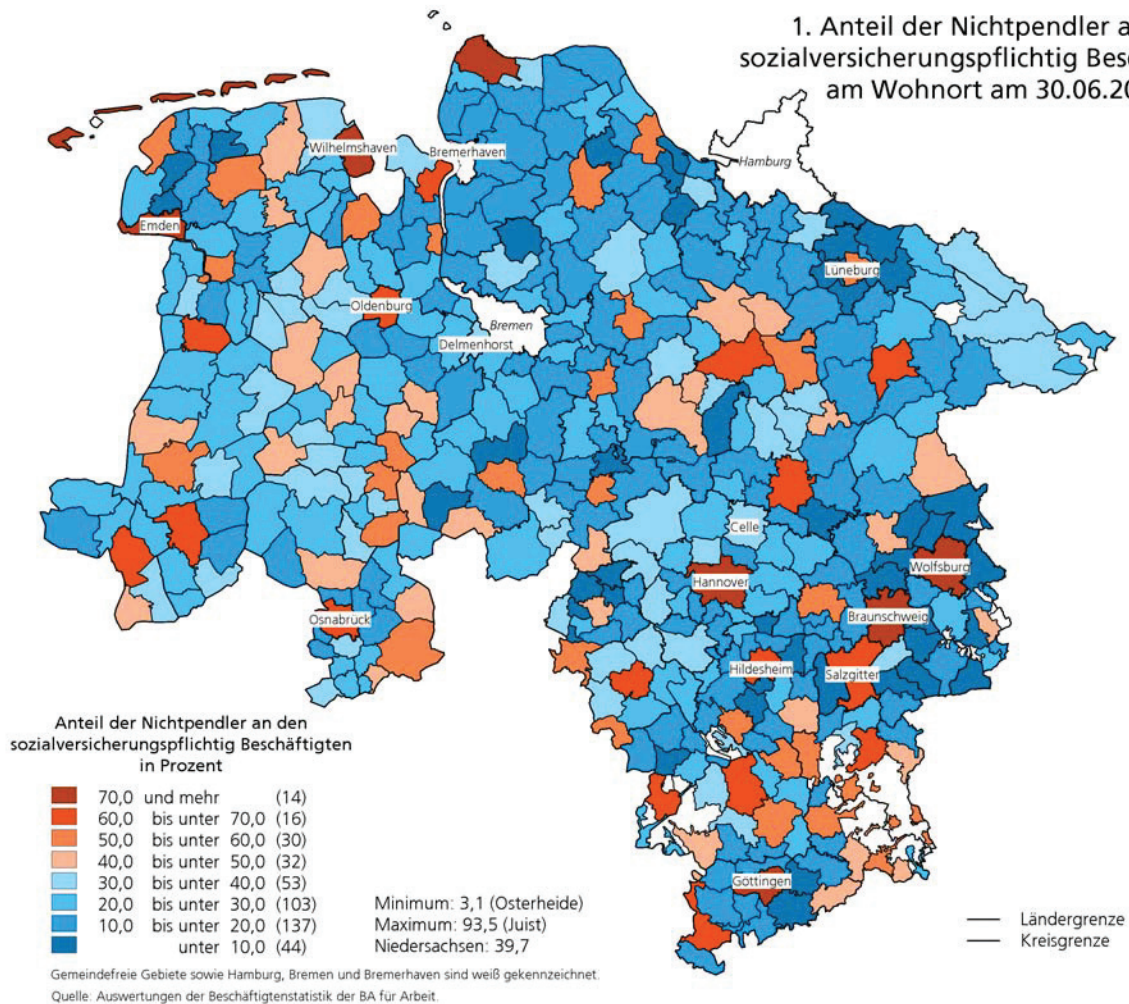 1. Anteil der Nichtpendler a
sozialversicherungspflichtig Bes
am Wohnort am 30.06.20
Hamburg
Wilhelmshaven
Bremerhaven
Emden
Lüneburg
Oldenburg
Bremen
Delmenhorst
Celle
Hannover
Wolfsburg
Osnabrück
Braunschweig
Hildesheim
Salzgitter
Göttingen
Anteil der Nichtpendler an den
sozialversicherungspflichtig Beschäftigten
in Prozent
70,0 und mehr (14)
60,0 bis unter 70,0 (16)
50,0 bis unter 60,0 (30)
40,0 bis unter 50,0 (32)
30,0 bis unter 40,0 (53)
20,0 bis unter 30,0 (103)
10,0 bis unter 20,0 (137)
unter 10,0 (44)
Minimum: 3,1 (Osterheide)
Maximum: 93,5 (Juist)
Niedersachsen: 39,7
Ländergrenze
Kreisgrenze
Gemeindefreie Gebiete sowie Hamburg, Bremen und Bremerhaven sind weiß gekennzeichnet.
Quelle: Auswertungen der Beschäftigtenstatistik der BA für Arbeit.